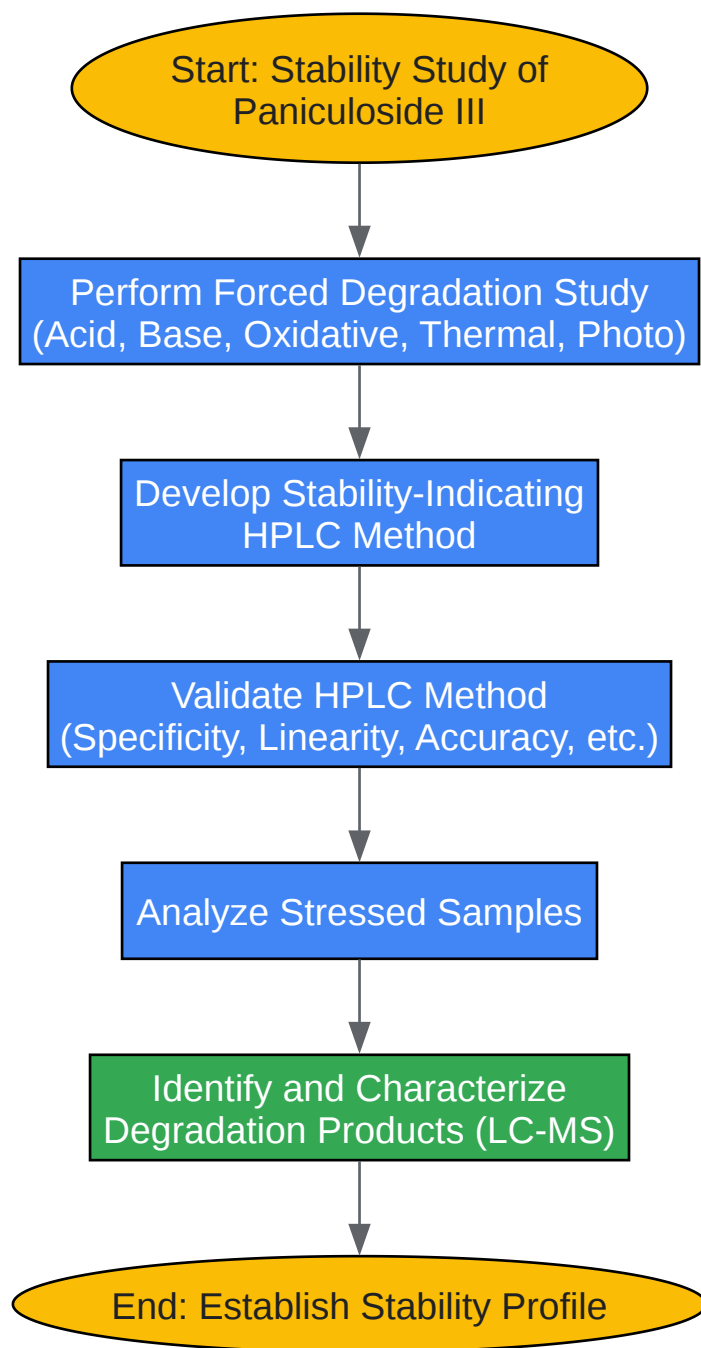 Start: Stability Study of
Paniculoside III
Perform Forced Degradation Study
(Acid, Base, Oxidative, Thermal, Photo)
Develop Stability-Indicating
HPLC Method
Validate HPLC Method
(Specificity, Linearity, Accuracy, etc.)
Analyze Stressed Samples
Identify and Characterize
Degradation Products (LC-MS)
End: Establish Stability Profile